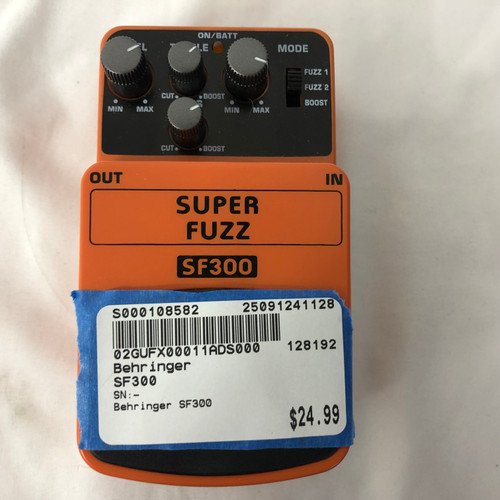 ON/BATT
MODE
FUZZ 1
FUZZ 2
BOOST
CUT BOOST
MIN MAX
MIN MAX
CUT BOOST
OUT IN
SUPER
FUZZ
SF300
S000108582 25091241128
02GUFX00011ADS000 128192
Behringer
SF300
SN:-
Behringer SF300
$24.99